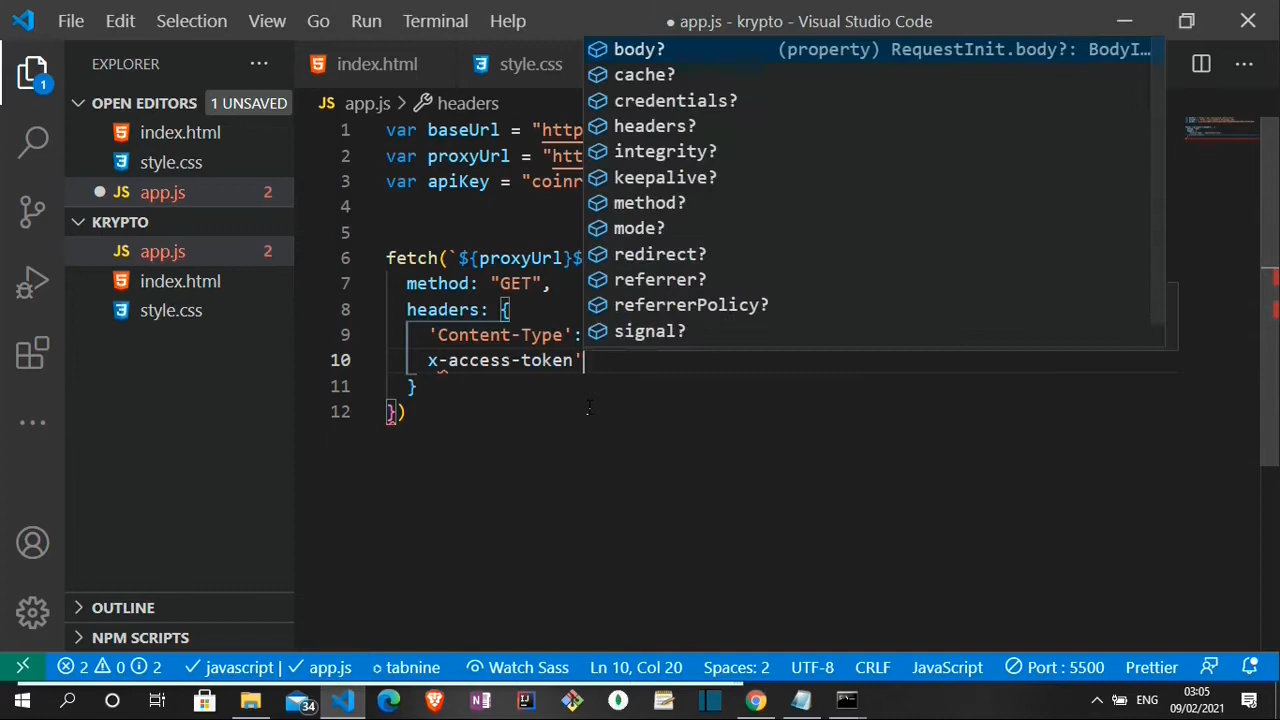 File Edit Selection View Go Run Terminal Help
● app.js - krypto - Visual Studio Code
EXPLORER
OPEN EDITORS 1 UNSAVED
index.html
style.css
JS app.js 2
KRYPTO
JS app.js 2
index.html
style.css
OUTLINE
NPM SCRIPTS
1
index.html style.css
JS app.js > headers
1 var baseUrl = "http
2 var proxyUrl = "htt
3 var apiKey = "coinr
4
5
6 fetch(`${proxyUrl}$
7 method: "GET",
8 headers: {
9 'Content-Type':
10 x-access-token'
11 }
12 })
body? (property) RequestInit.body?: BodyI…
cache?
credentials?
headers?
integrity?
keepalive?
method?
mode?
redirect?
referrer?
referrerPolicy?
signal?
2 0 2 javascript | app.js tabnine Watch Sass Ln 10, Col 20 Spaces: 2 UTF-8 CRLF JavaScript Port : 5500 Prettier
34 ENG 03:05
09/02/2021